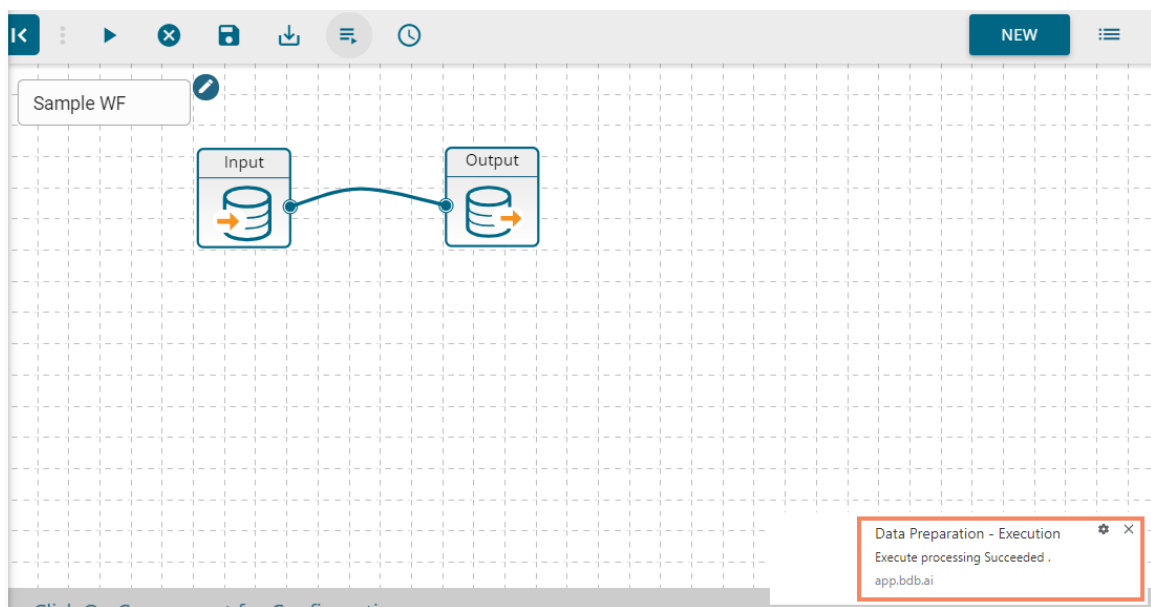 NEW
Sample WF
Input
Output
Data Preparation - Execution
Execute processing Succeeded .
app.bdb.ai